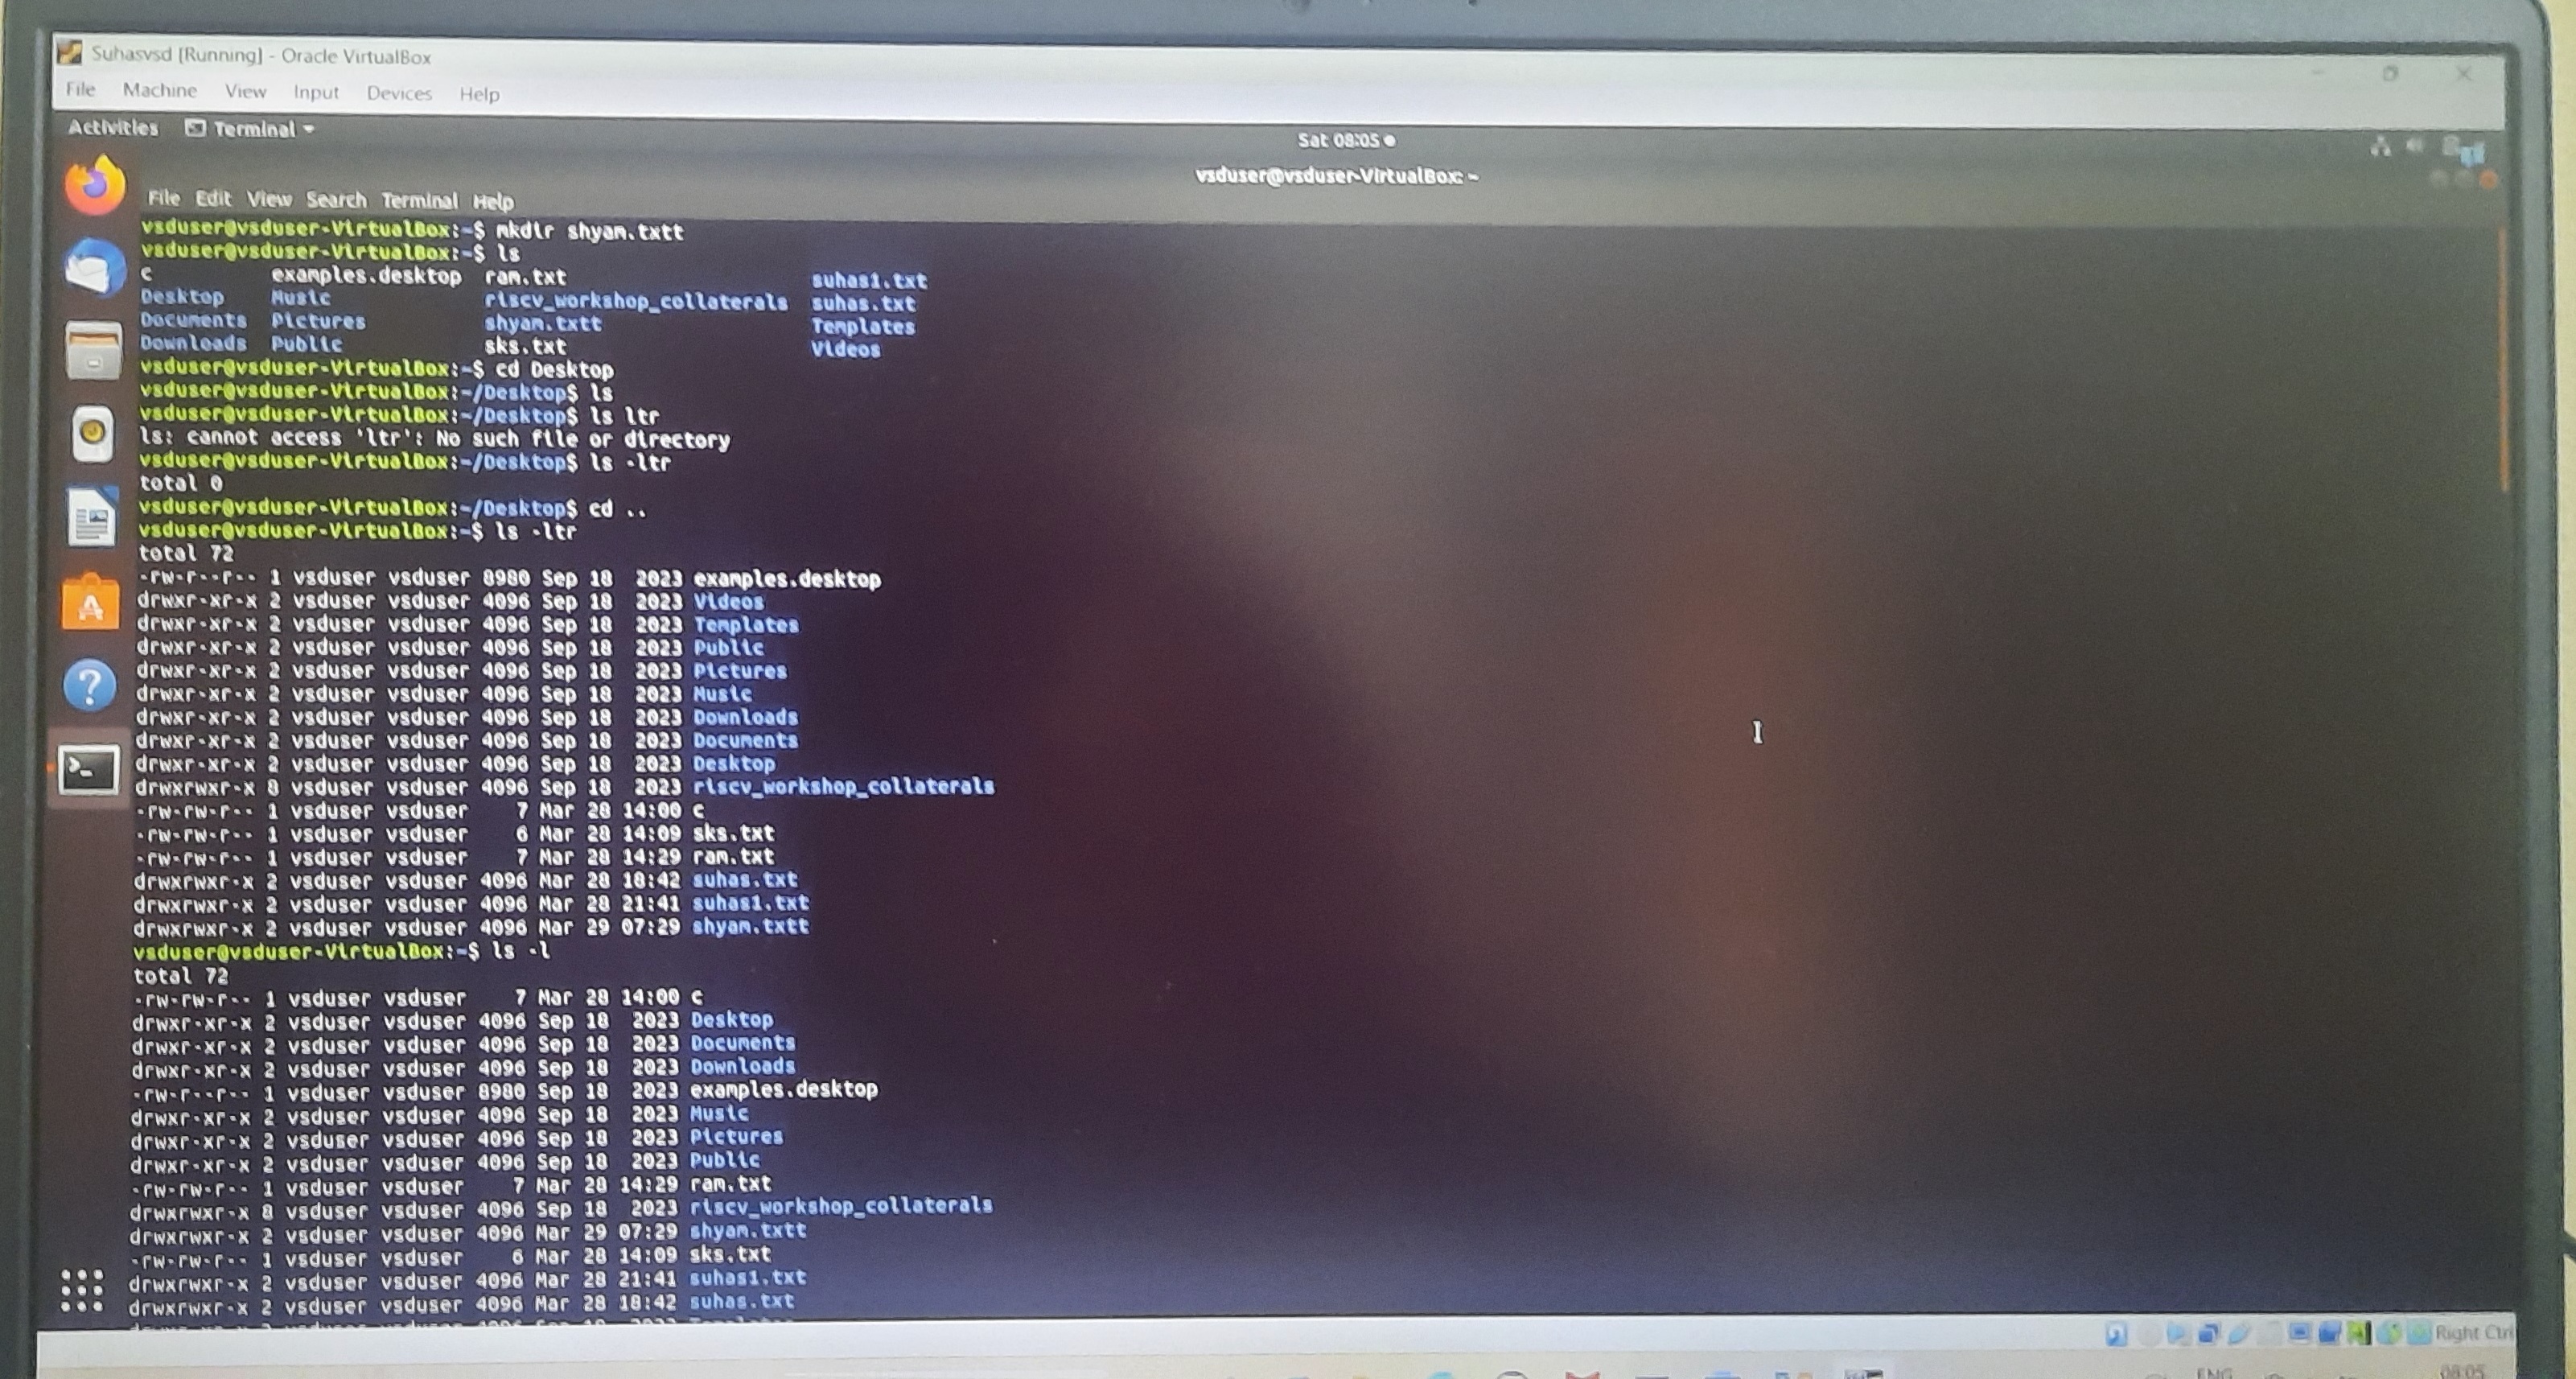 Suhasvsd [Running] - Oracle VirtualBox
File Machine View Input Devices Help
Activities Terminal Sat 08:05
vsduser@vsduser-VirtualBox: ~
File Edit View Search Terminal Help
vsduser@vsduser-VirtualBox:~$ mkdir shyam.txtt
vsduser@vsduser-VirtualBox:~$ ls
c examples.desktop ram.txt suhas1.txt
Desktop Music riscv_workshop_collaterals suhas.txt
Documents Pictures shyam.txtt Templates
Downloads Public sks.txt Videos
vsduser@vsduser-VirtualBox:~$ cd Desktop
vsduser@vsduser-VirtualBox:~/Desktop$ ls
vsduser@vsduser-VirtualBox:~/Desktop$ ls ltr
ls: cannot access 'ltr': No such file or directory
vsduser@vsduser-VirtualBox:~/Desktop$ ls -ltr
total 0
vsduser@vsduser-VirtualBox:~/Desktop$ cd ..
vsduser@vsduser-VirtualBox:~$ ls -ltr
total 72
-rw-r--r-- 1 vsduser vsduser 8980 Sep 18 2023 examples.desktop
drwxr-xr-x 2 vsduser vsduser 4096 Sep 18 2023 Videos
drwxr-xr-x 2 vsduser vsduser 4096 Sep 18 2023 Templates
drwxr-xr-x 2 vsduser vsduser 4096 Sep 18 2023 Public
drwxr-xr-x 2 vsduser vsduser 4096 Sep 18 2023 Pictures
drwxr-xr-x 2 vsduser vsduser 4096 Sep 18 2023 Music
drwxr-xr-x 2 vsduser vsduser 4096 Sep 18 2023 Downloads
drwxr-xr-x 2 vsduser vsduser 4096 Sep 18 2023 Documents
drwxr-xr-x 2 vsduser vsduser 4096 Sep 18 2023 Desktop
drwxrwxr-x 8 vsduser vsduser 4096 Sep 18 2023 riscv_workshop_collaterals
-rw-rw-r-- 1 vsduser vsduser 7 Mar 28 14:00 c
-rw-rw-r-- 1 vsduser vsduser 6 Mar 28 14:09 sks.txt
-rw-rw-r-- 1 vsduser vsduser 7 Mar 28 14:29 ram.txt
drwxrwxr-x 2 vsduser vsduser 4096 Mar 28 18:42 suhas.txt
drwxrwxr-x 2 vsduser vsduser 4096 Mar 28 21:41 suhas1.txt
drwxrwxr-x 2 vsduser vsduser 4096 Mar 29 07:29 shyam.txtt
vsduser@vsduser-VirtualBox:~$ ls -l
total 72
-rw-rw-r-- 1 vsduser vsduser 7 Mar 28 14:00 c
drwxr-xr-x 2 vsduser vsduser 4096 Sep 18 2023 Desktop
drwxr-xr-x 2 vsduser vsduser 4096 Sep 18 2023 Documents
drwxr-xr-x 2 vsduser vsduser 4096 Sep 18 2023 Downloads
-rw-r--r-- 1 vsduser vsduser 8980 Sep 18 2023 examples.desktop
drwxr-xr-x 2 vsduser vsduser 4096 Sep 18 2023 Music
drwxr-xr-x 2 vsduser vsduser 4096 Sep 18 2023 Pictures
drwxr-xr-x 2 vsduser vsduser 4096 Sep 18 2023 Public
-rw-rw-r-- 1 vsduser vsduser 7 Mar 28 14:29 ram.txt
drwxrwxr-x 8 vsduser vsduser 4096 Sep 18 2023 riscv_workshop_collaterals
drwxrwxr-x 2 vsduser vsduser 4096 Mar 29 07:29 shyam.txtt
-rw-rw-r-- 1 vsduser vsduser 6 Mar 28 14:09 sks.txt
drwxrwxr-x 2 vsduser vsduser 4096 Mar 28 21:41 suhas1.txt
drwxrwxr-x 2 vsduser vsduser 4096 Mar 28 18:42 suhas.txt
Right Ctrl
ENG 08:05